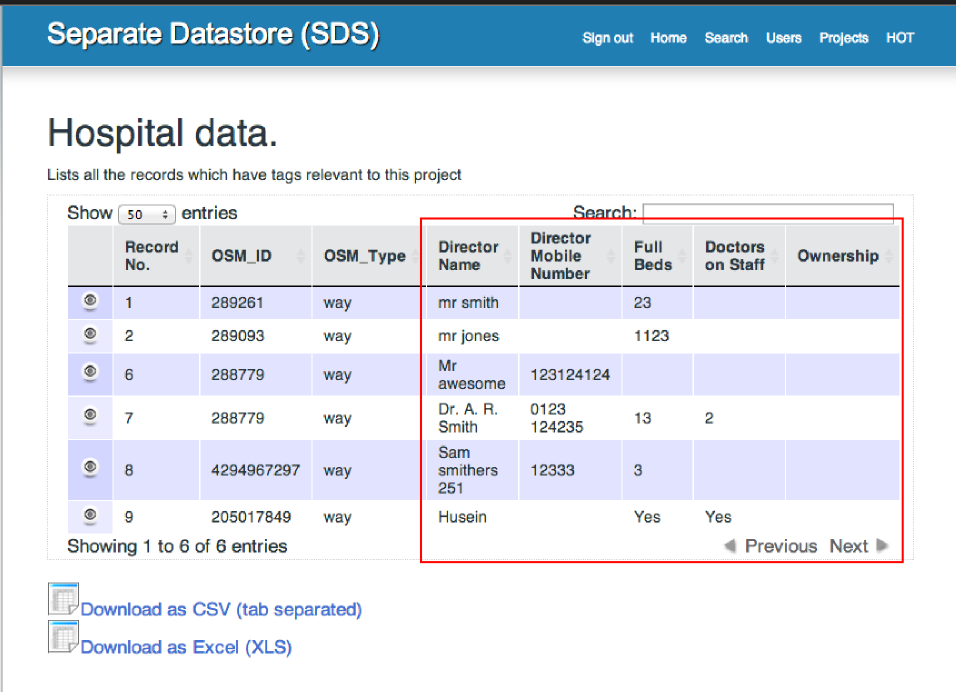 Separate Datastore (SDS)
Sign out Home Search Users Projects HOT
Hospital data.
Lists all the records which have tags relevant to this project
Show 50 entries Search:
Record No. OSM_ID OSM_Type Director Name Director Mobile Number Full Beds Doctors on Staff Ownership
1 289261 way mr smith 23
2 289093 way mr jones 1123
6 288779 way Mr awesome 123124124
7 288779 way Dr. A. R. Smith 0123 124235 13 2
8 4294967297 way Sam smithers 251 12333 3
9 205017849 way Husein Yes Yes
Showing 1 to 6 of 6 entries Previous Next
Download as CSV (tab separated)
Download as Excel (XLS)